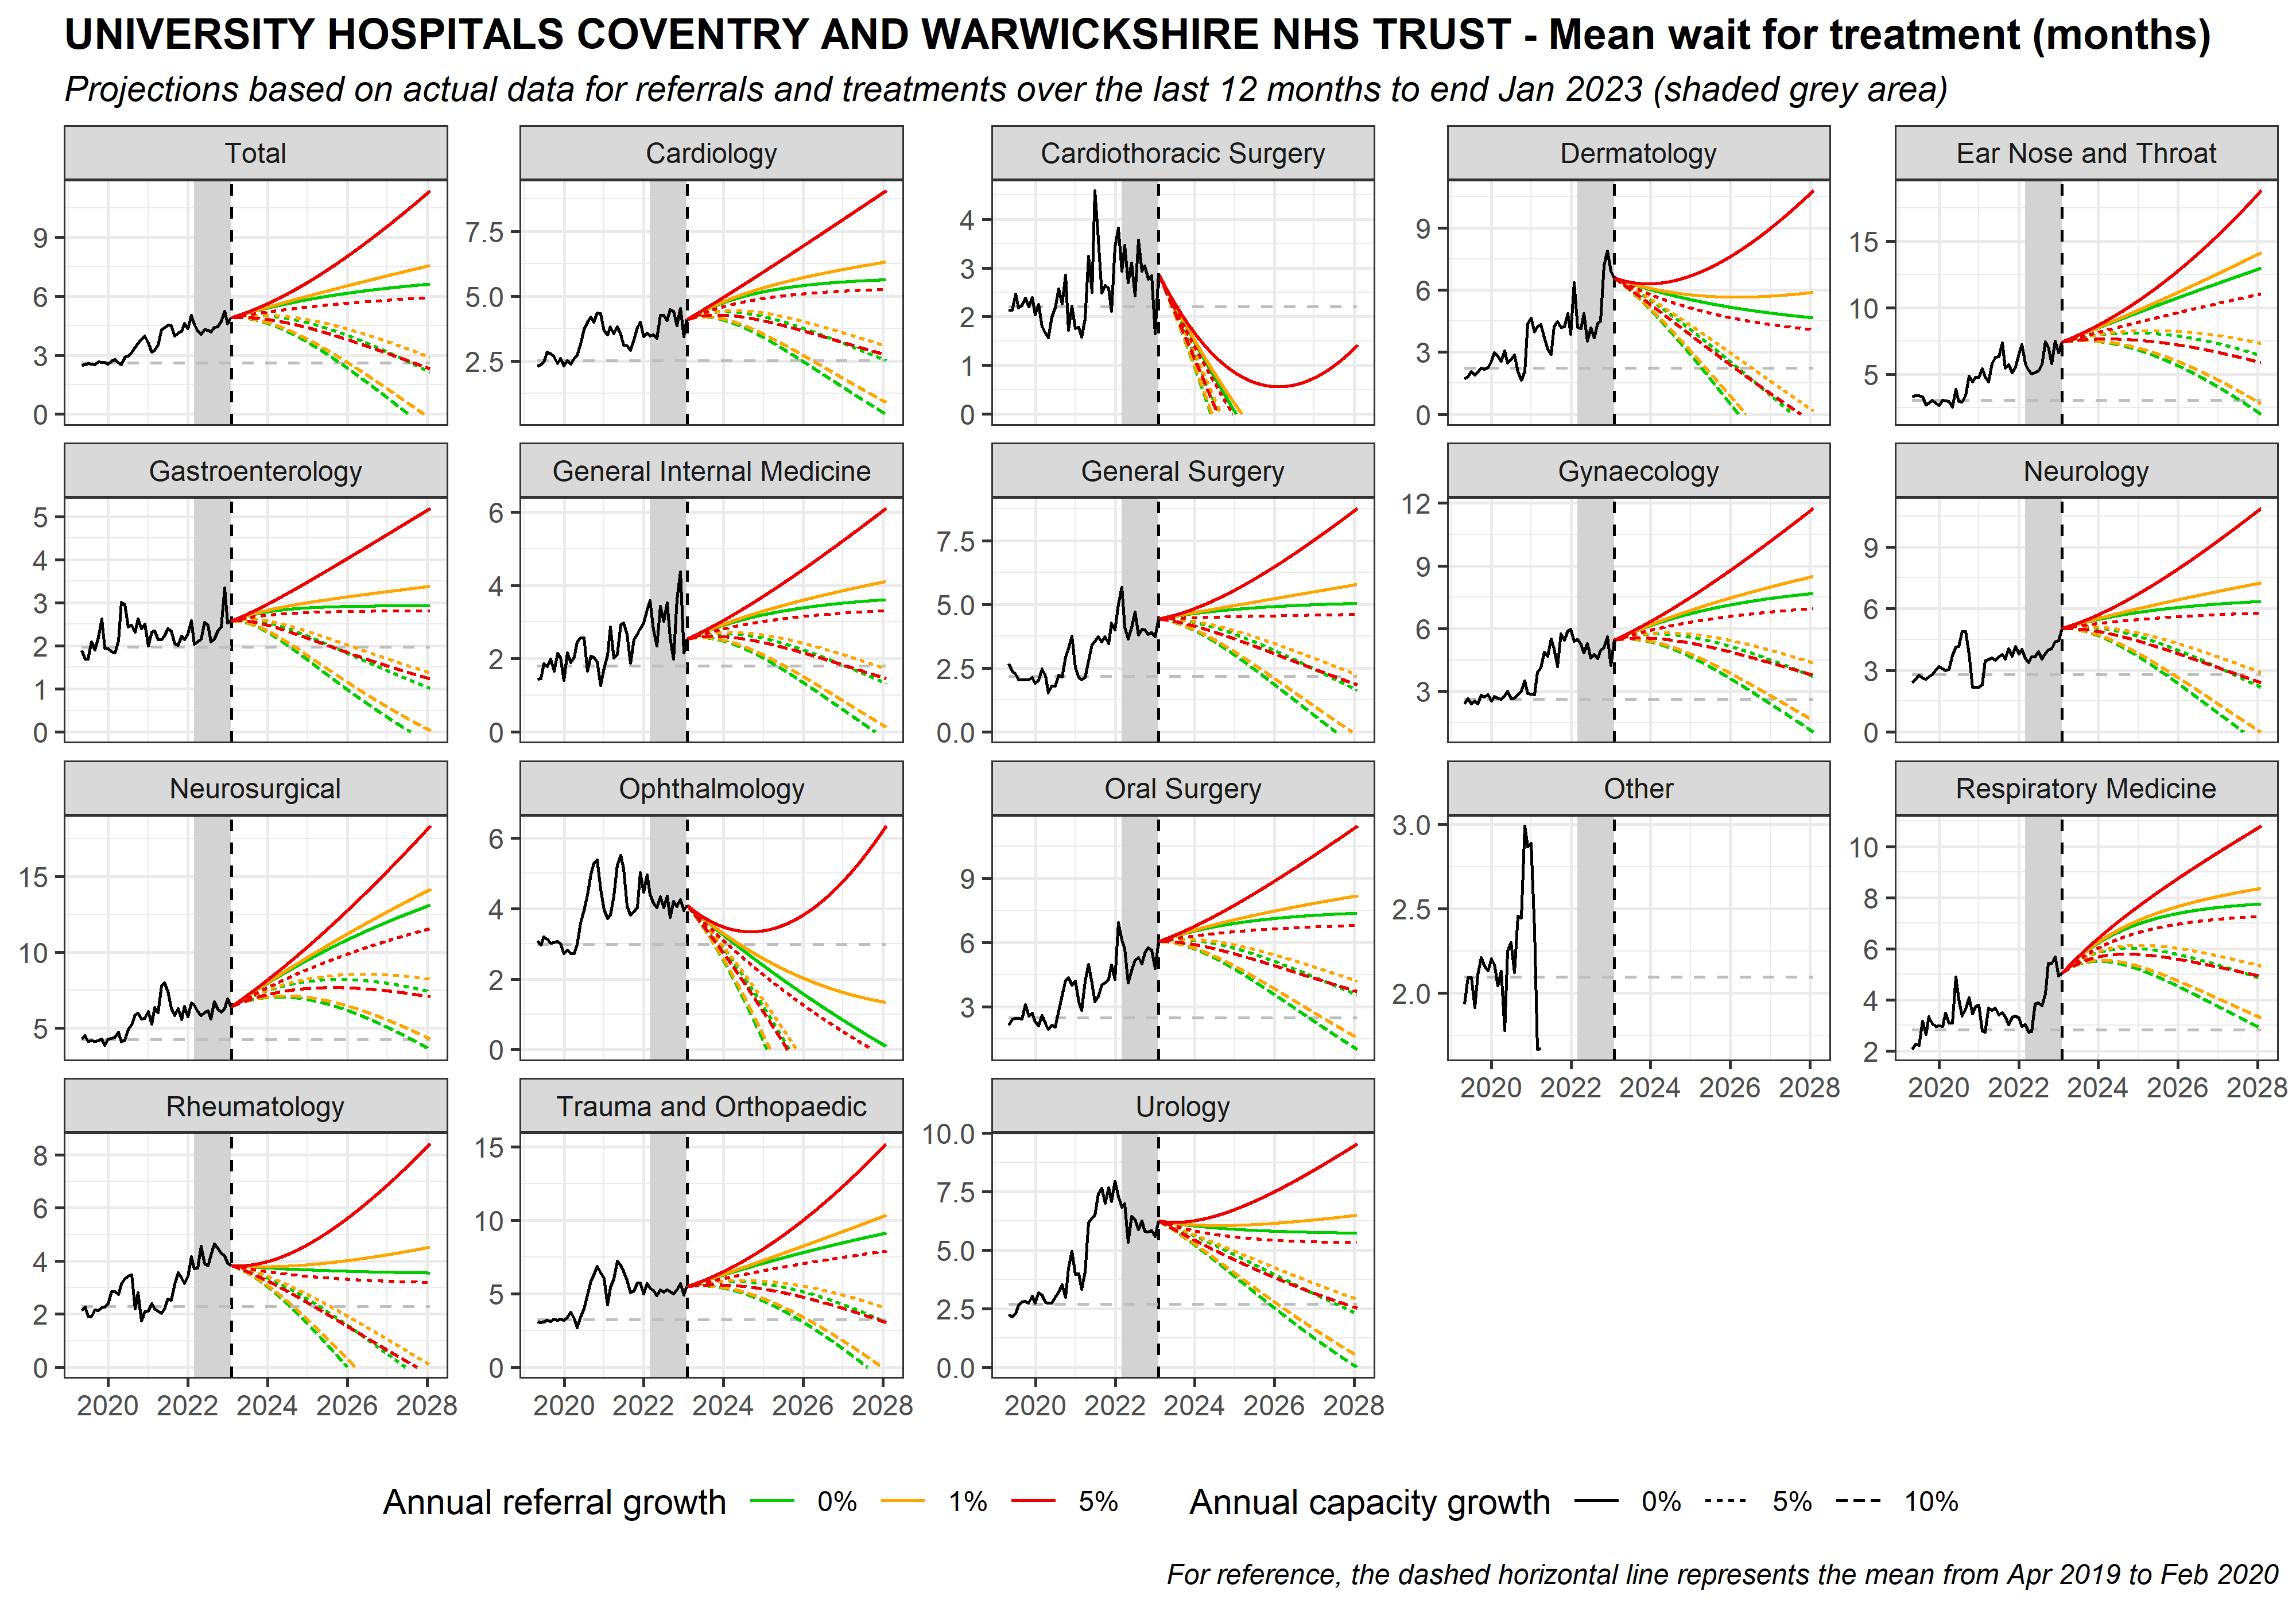 UNIVERSITY HOSPITALS COVENTRY AND WARWICKSHIRE NHS TRUST - Mean wait for treatment (months)
Projections based on actual data for referrals and treatments over the last 12 months to end Jan 2023 (shaded grey area)
Total
9
6
3
0
Cardiology
7.5
5.0
2.5
Cardiothoracic Surgery
4
3
2
1
0
Dermatology
9
6
3
0
Ear Nose and Throat
15
10
5
Gastroenterology
5
4
3
2
1
0
General Internal Medicine
6
4
2
0
General Surgery
7.5
5.0
2.5
0.0
Gynaecology
12
9
6
3
Neurology
9
6
3
0
Neurosurgical
15
10
5
Ophthalmology
6
4
2
0
Oral Surgery
9
6
3
Other
3.0
2.5
2.0
2020 2022 2024 2026 2028
Respiratory Medicine
10
8
6
4
2
2020 2022 2024 2026 2028
Rheumatology
8
6
4
2
0
2020 2022 2024 2026 2028
Trauma and Orthopaedic
15
10
5
0
2020 2022 2024 2026 2028
Urology
10.0
7.5
5.0
2.5
0.0
2020 2022 2024 2026 2028
Annual referral growth 0% 1% 5% Annual capacity growth 0% 5% 10%
For reference, the dashed horizontal line represents the mean from Apr 2019 to Feb 2020